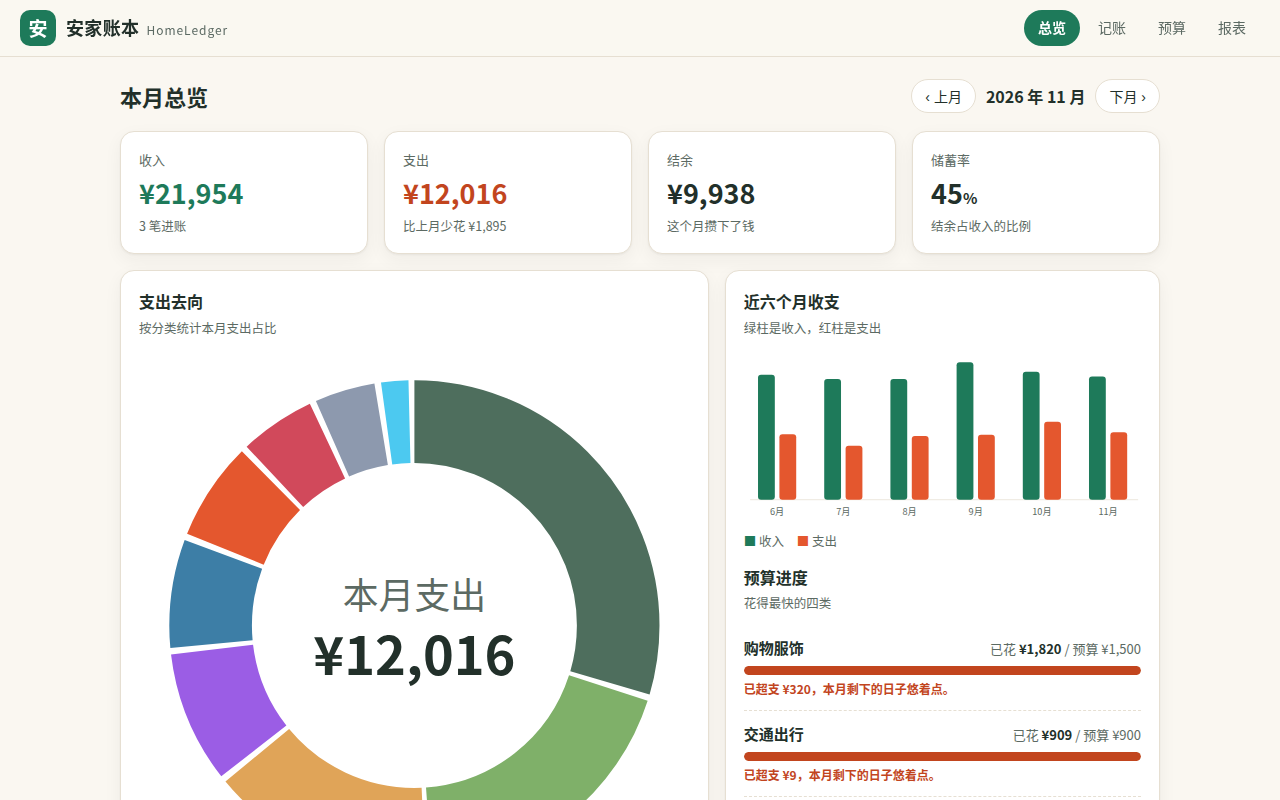 安 安家账本 HomeLedger
总览 记账 预算 报表
本月总览
‹ 上月 2026 年 11 月 下月 ›
收入
¥21,954
3 笔进账
支出
¥12,016
比上月少花 ¥1,895
结余
¥9,938
这个月攒下了钱
储蓄率
45%
结余占收入的比例
支出去向
按分类统计本月支出占比
本月支出
¥12,016
近六个月收支
绿柱是收入，红柱是支出
6月 7月 8月 9月 10月 11月
收入 支出
预算进度
花得最快的四类
购物服饰 已花 ¥1,820 / 预算 ¥1,500
已超支 ¥320，本月剩下的日子悠着点。
交通出行 已花 ¥909 / 预算 ¥900
已超支 ¥9，本月剩下的日子悠着点。